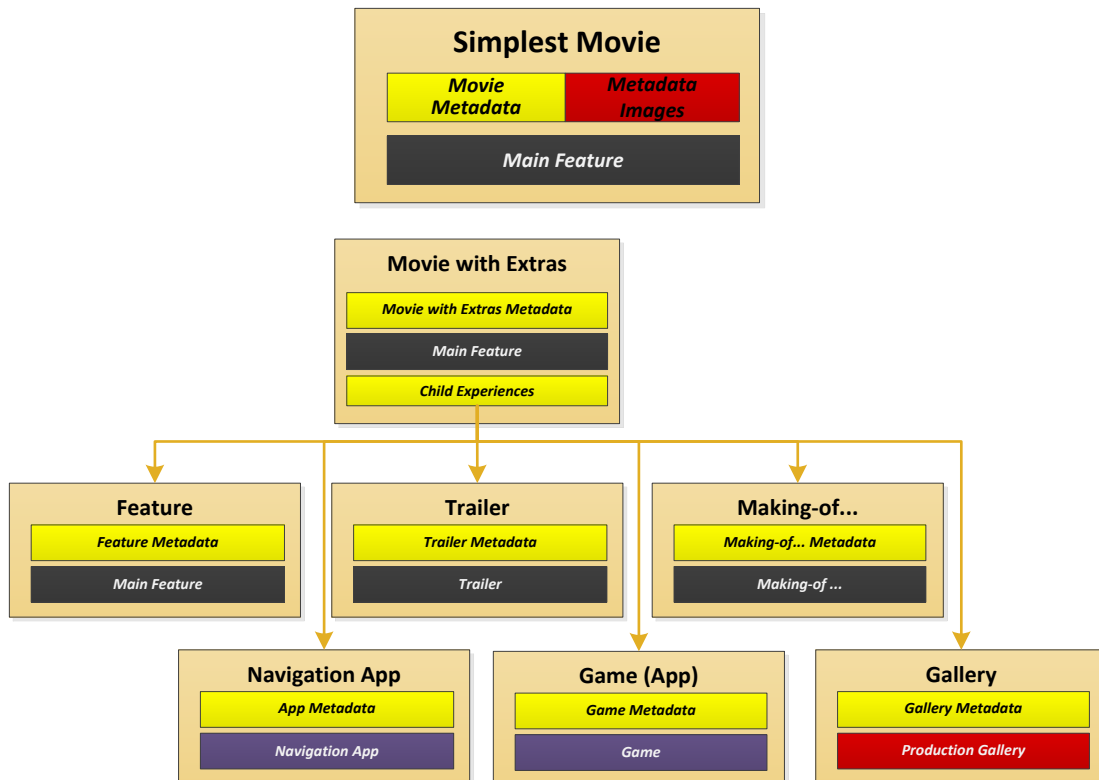 Simplest Movie
Movie
Metadata
Metadata
Images
Main Feature
Movie with Extras
Movie with Extras Metadata
Main Feature
Child Experiences
Feature
Feature Metadata
Main Feature
Trailer
Trailer Metadata
Trailer
Making-of...
Making-of... Metadata
Making-of ...
Navigation App
App Metadata
Navigation App
Game (App)
Game Metadata
Game
Gallery
Gallery Metadata
Production Gallery